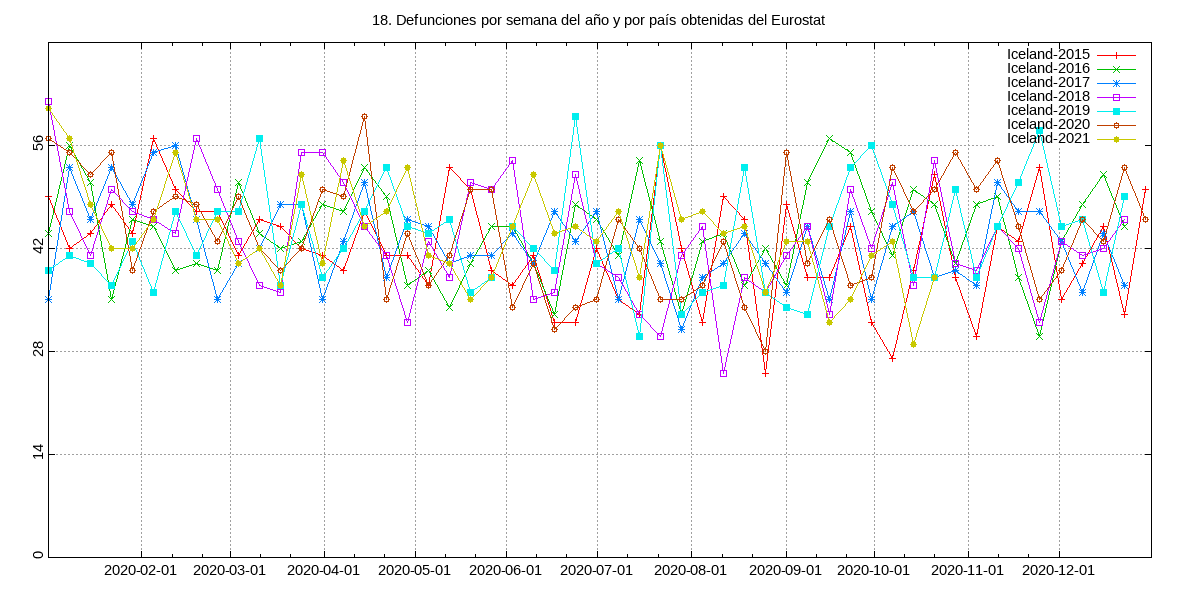 18. Defunciones por semana del año y por país obtenidas del Eurostat
Iceland-2015
Iceland-2016
Iceland-2017
Iceland-2018
Iceland-2019
Iceland-2020
Iceland-2021
56
42
28
14
0
2020-02-01 2020-03-01 2020-04-01 2020-05-01 2020-06-01 2020-07-01 2020-08-01 2020-09-01 2020-10-01 2020-11-01 2020-12-01